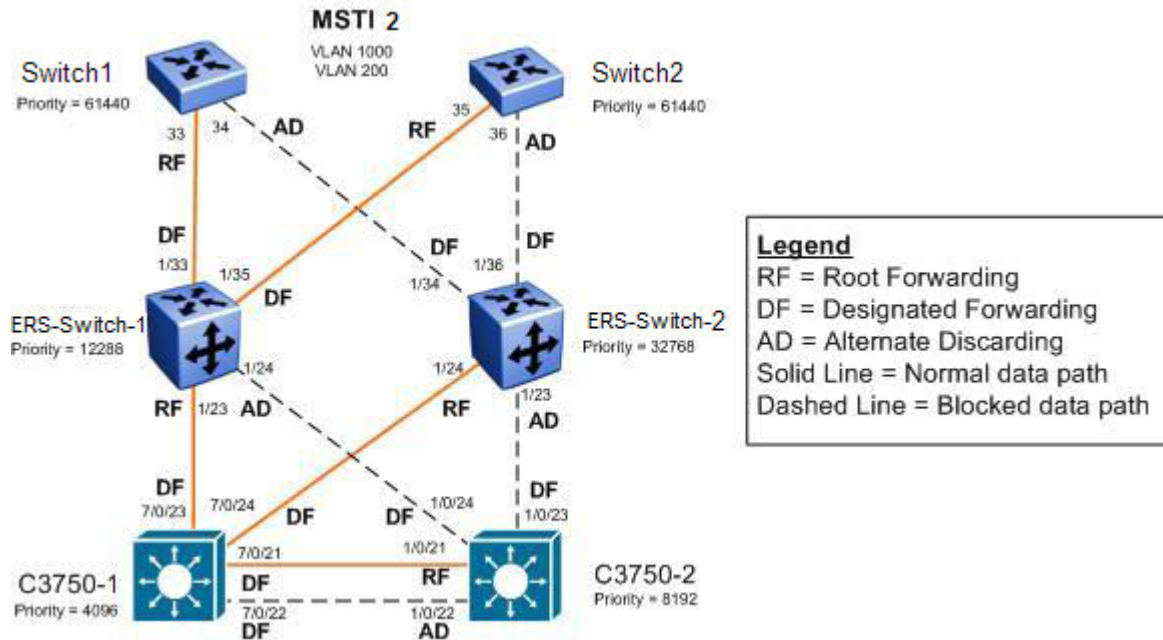 MSTI 2
VLAN 1000
VLAN 200
Switch1
Priority = 61440
Switch2
Priority = 61440
33
34
AD
RF
35
RF
36
AD
DF
1/33
1/35
DF
DF
1/34
1/36
DF
ERS-Switch-1
Priority = 12288
ERS-Switch-2
Priority = 32768
1/24
RF
1/23
AD
1/24
RF
1/23
AD
DF
7/0/23
7/0/24
DF
1/0/24
DF
DF
1/0/23
C3750-1
Priority = 4096
7/0/21
DF
1/0/21
RF
7/0/22
DF
1/0/22
AD
C3750-2
Priority = 8192
Legend
RF = Root Forwarding
DF = Designated Forwarding
AD = Alternate Discarding
Solid Line = Normal data path
Dashed Line = Blocked data path